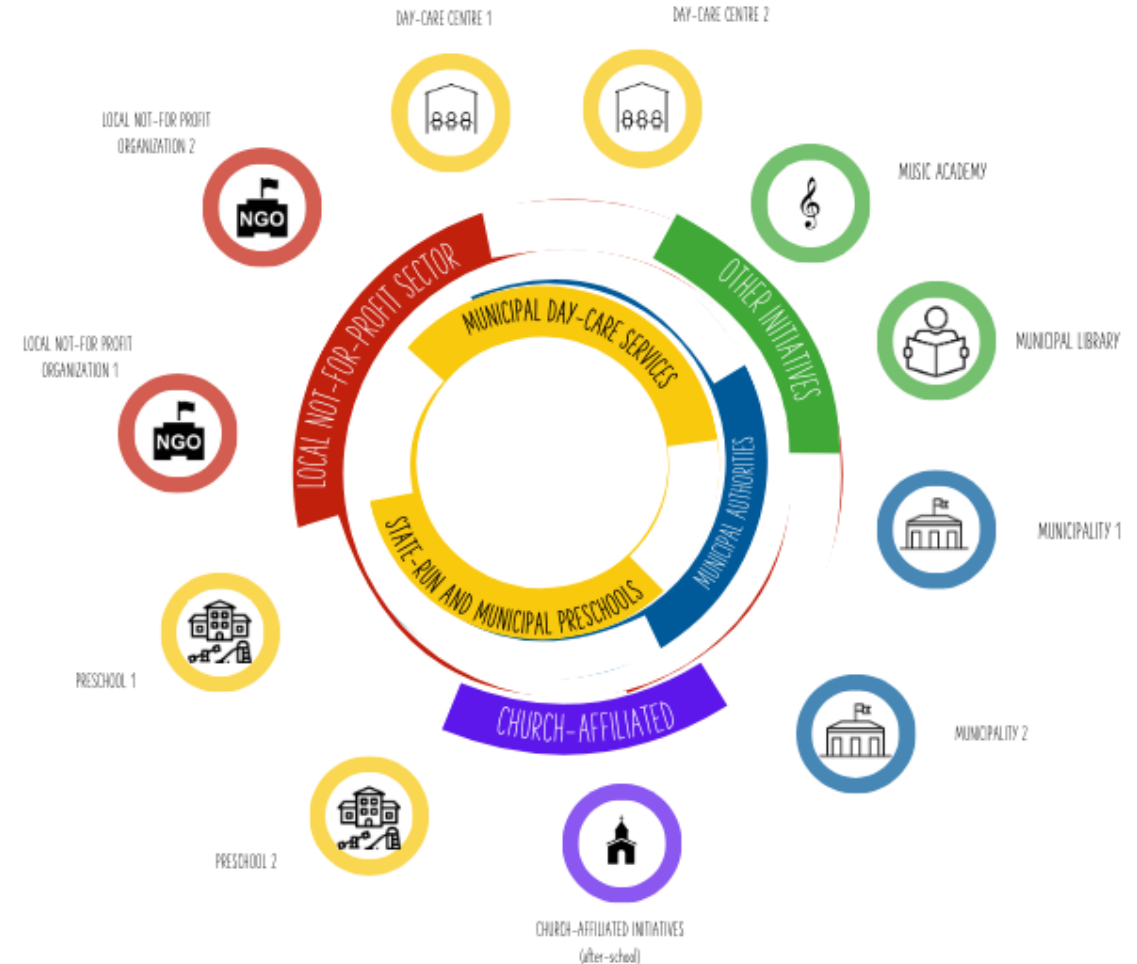 DAY-CARE CENTRE 1
DAY-CARE CENTRE 2
LOCAL NOT-FOR PROFIT
ORGANIZATION 2
NGO
MUSIC ACADEMY
LOCAL NOT-FOR-PROFIT SECTOR
OTHER INITIATIVES
MUNICIPAL DAY-CARE SERVICES
MUNICIPAL LIBRARY
LOCAL NOT-FOR PROFIT
ORGANIZATION 1
NGO
MUNICIPAL AUTHORITIES
MUNICIPALITY 1
STATE-RUN AND MUNICIPAL PRESCHOOLS
PRESCHOOL 1
CHURCH-AFFILIATED
MUNICIPALITY 2
PRESCHOOL 2
CHURCH-AFFILIATED INITIATIVES
(after-school)